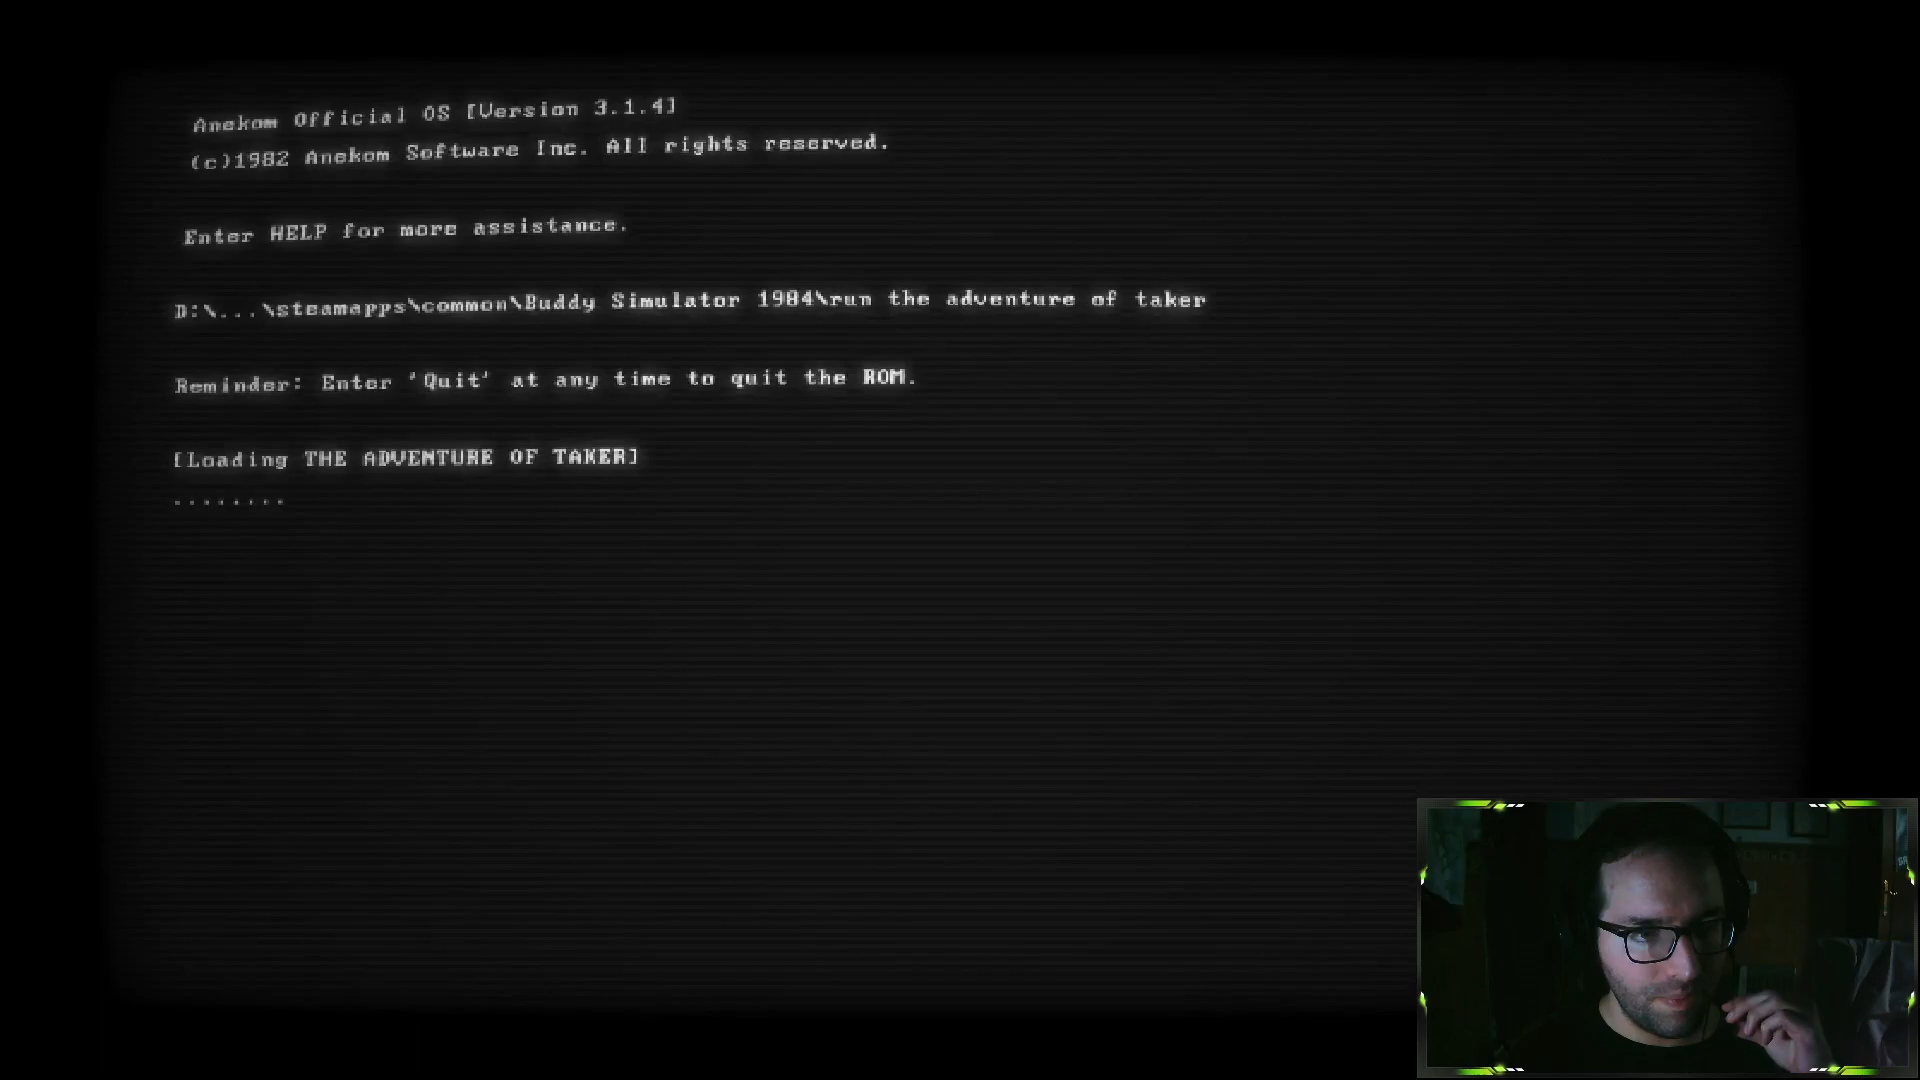 Anekom Official OS [Version 3.1.4]
(c)1982 Anekom Software Inc. All rights reserved.
Enter HELP for more assistance.
D:\...\steamapps\common\Buddy Simulator 1984\run the adventure of taker
Reminder: Enter 'Quit' at any time to quit the ROM.
[Loading THE ADVENTURE OF TAKER]
........